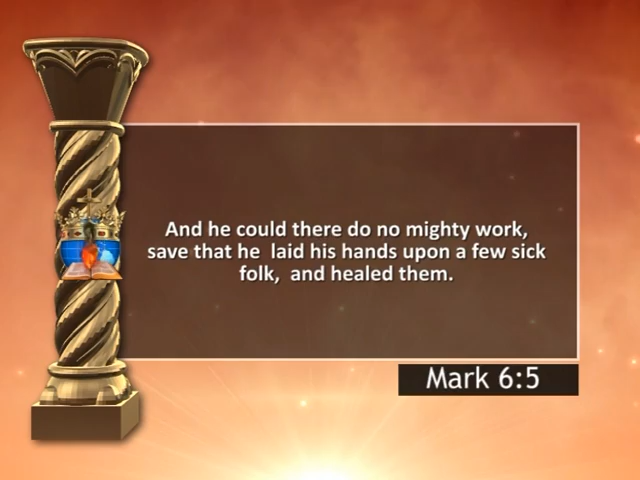 And he could there do no mighty work,
save that he laid his hands upon a few sick
folk, and healed them.
Mark 6:5